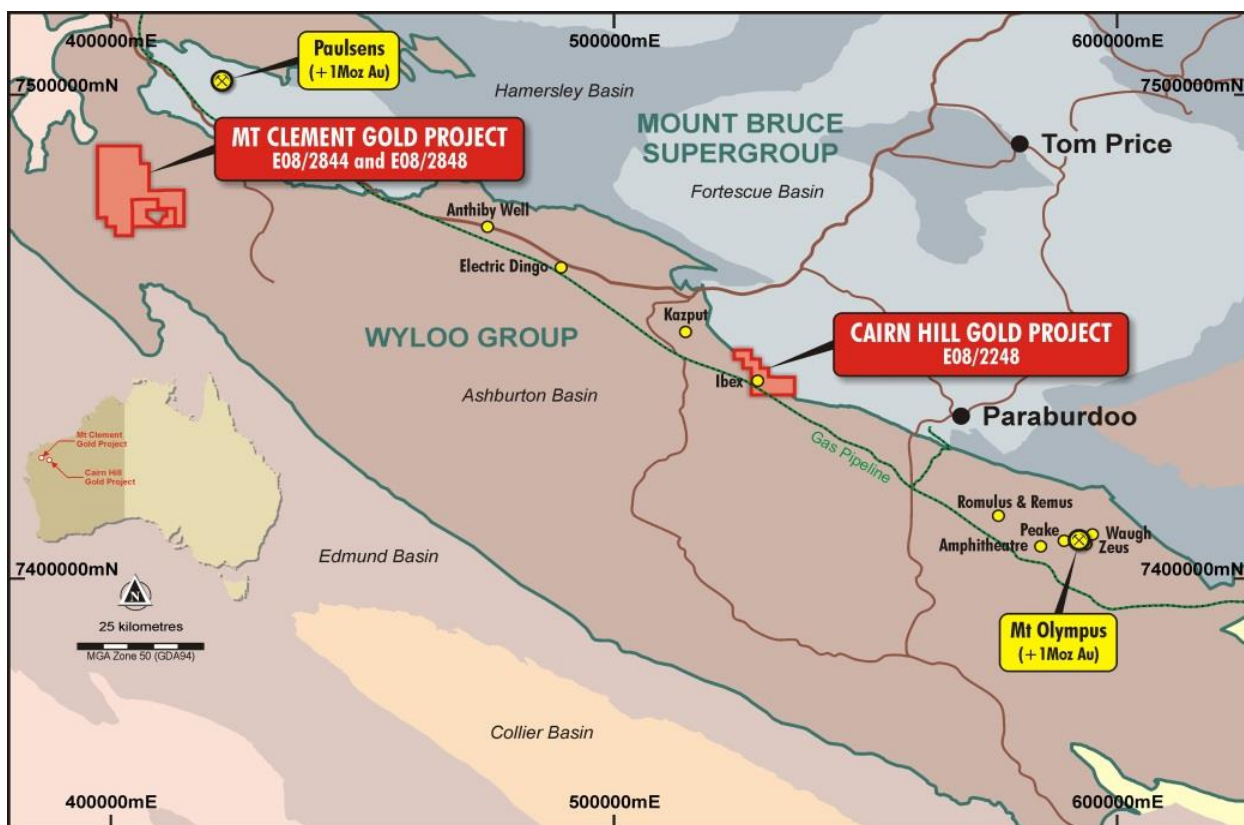 400000mE
500000mE
600000mE
Paulsens
(+1Moz Au)
7500000mN
7500000mN
Hamersley Basin
MT CLEMENT GOLD PROJECT
E08/2844 and E08/2848
MOUNT BRUCE
SUPERGROUP
Tom Price
Fortescue Basin
Anthiby Well
Electric Dingo
Kazput
WYLOO GROUP
CAIRN HILL GOLD PROJECT
E08/2248
Ibex
Ashburton Basin
Paraburdoo
Mt Clement
Gold Project
Cairn Hill
Gold Project
Gas Pipeline
Romulus & Remus
Peake
Waugh
Amphitheatre
Zeus
Edmund Basin
7400000mN
7400000mN
N
25 kilometres
MGA Zone 50 (GDA94)
Mt Olympus
(+1Moz Au)
Collier Basin
400000mE
500000mE
600000mE